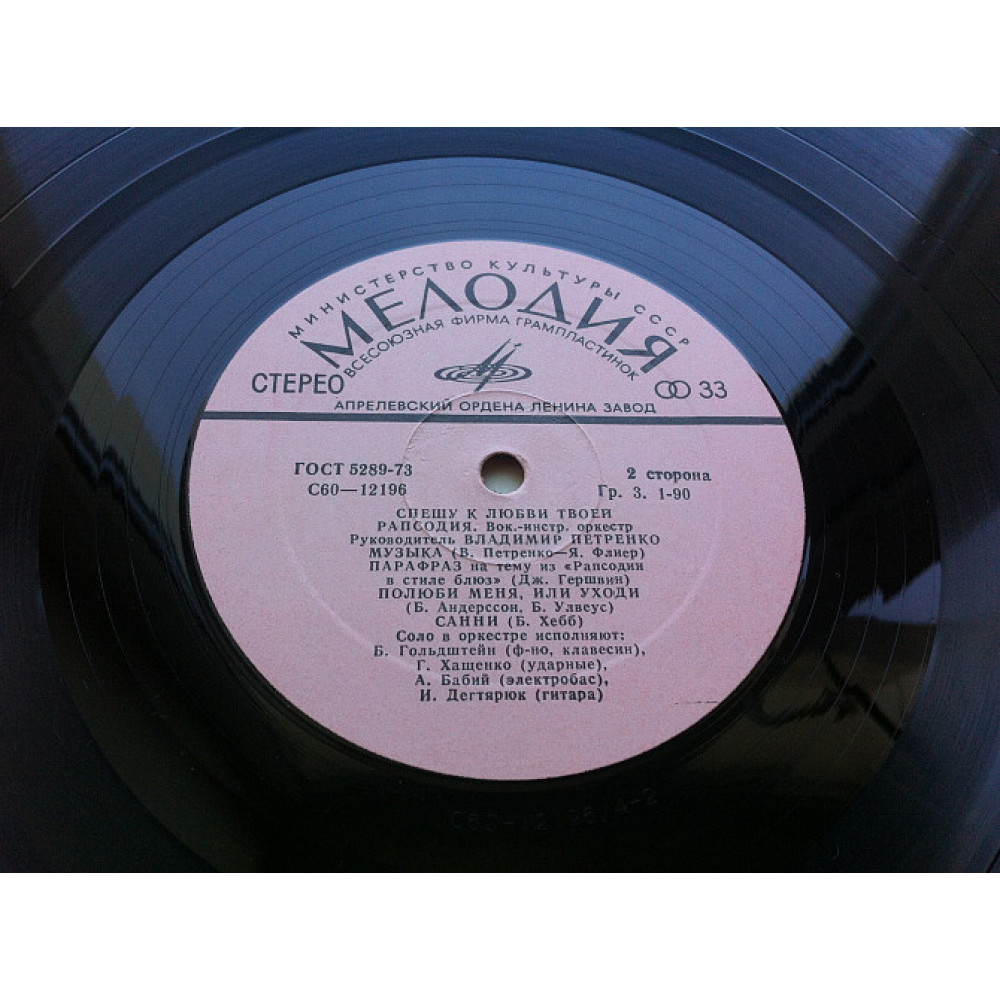 МИНИСТЕРСТВО КУЛЬТУРЫ СССР
МЕЛОДИЯ
ВСЕСОЮЗНАЯ ФИРМА ГРАМПЛАСТИНОК
СТЕРЕО 33
АПРЕЛЕВСКИЙ ОРДЕНА ЛЕНИНА ЗАВОД
ГОСТ 5289-73 2 сторона
С60—12196 Гр. 3. 1-90
СПЕШУ К ЛЮБВИ ТВОЕЙ
РАПСОДИЯ. Вок.-инстр. оркестр
Руководитель ВЛАДИМИР ПЕТРЕНКО
МУЗЫКА (В. Петренко—Я. Флиер)
ПАРАФРАЗ на тему из «Рапсодии
в стиле блюз» (Дж. Гершвин)
ПОЛЮБИ МЕНЯ, ИЛИ УХОДИ
(Б. Андерссон, Б. Улвеус)
САННИ (Б. Хебб)
Соло в оркестре исполняют:
Б. Гольдштейн (ф-но, клавесин),
Г. Хащенко (ударные),
А. Бабий (электробас),
И. Дегтярюк (гитара)